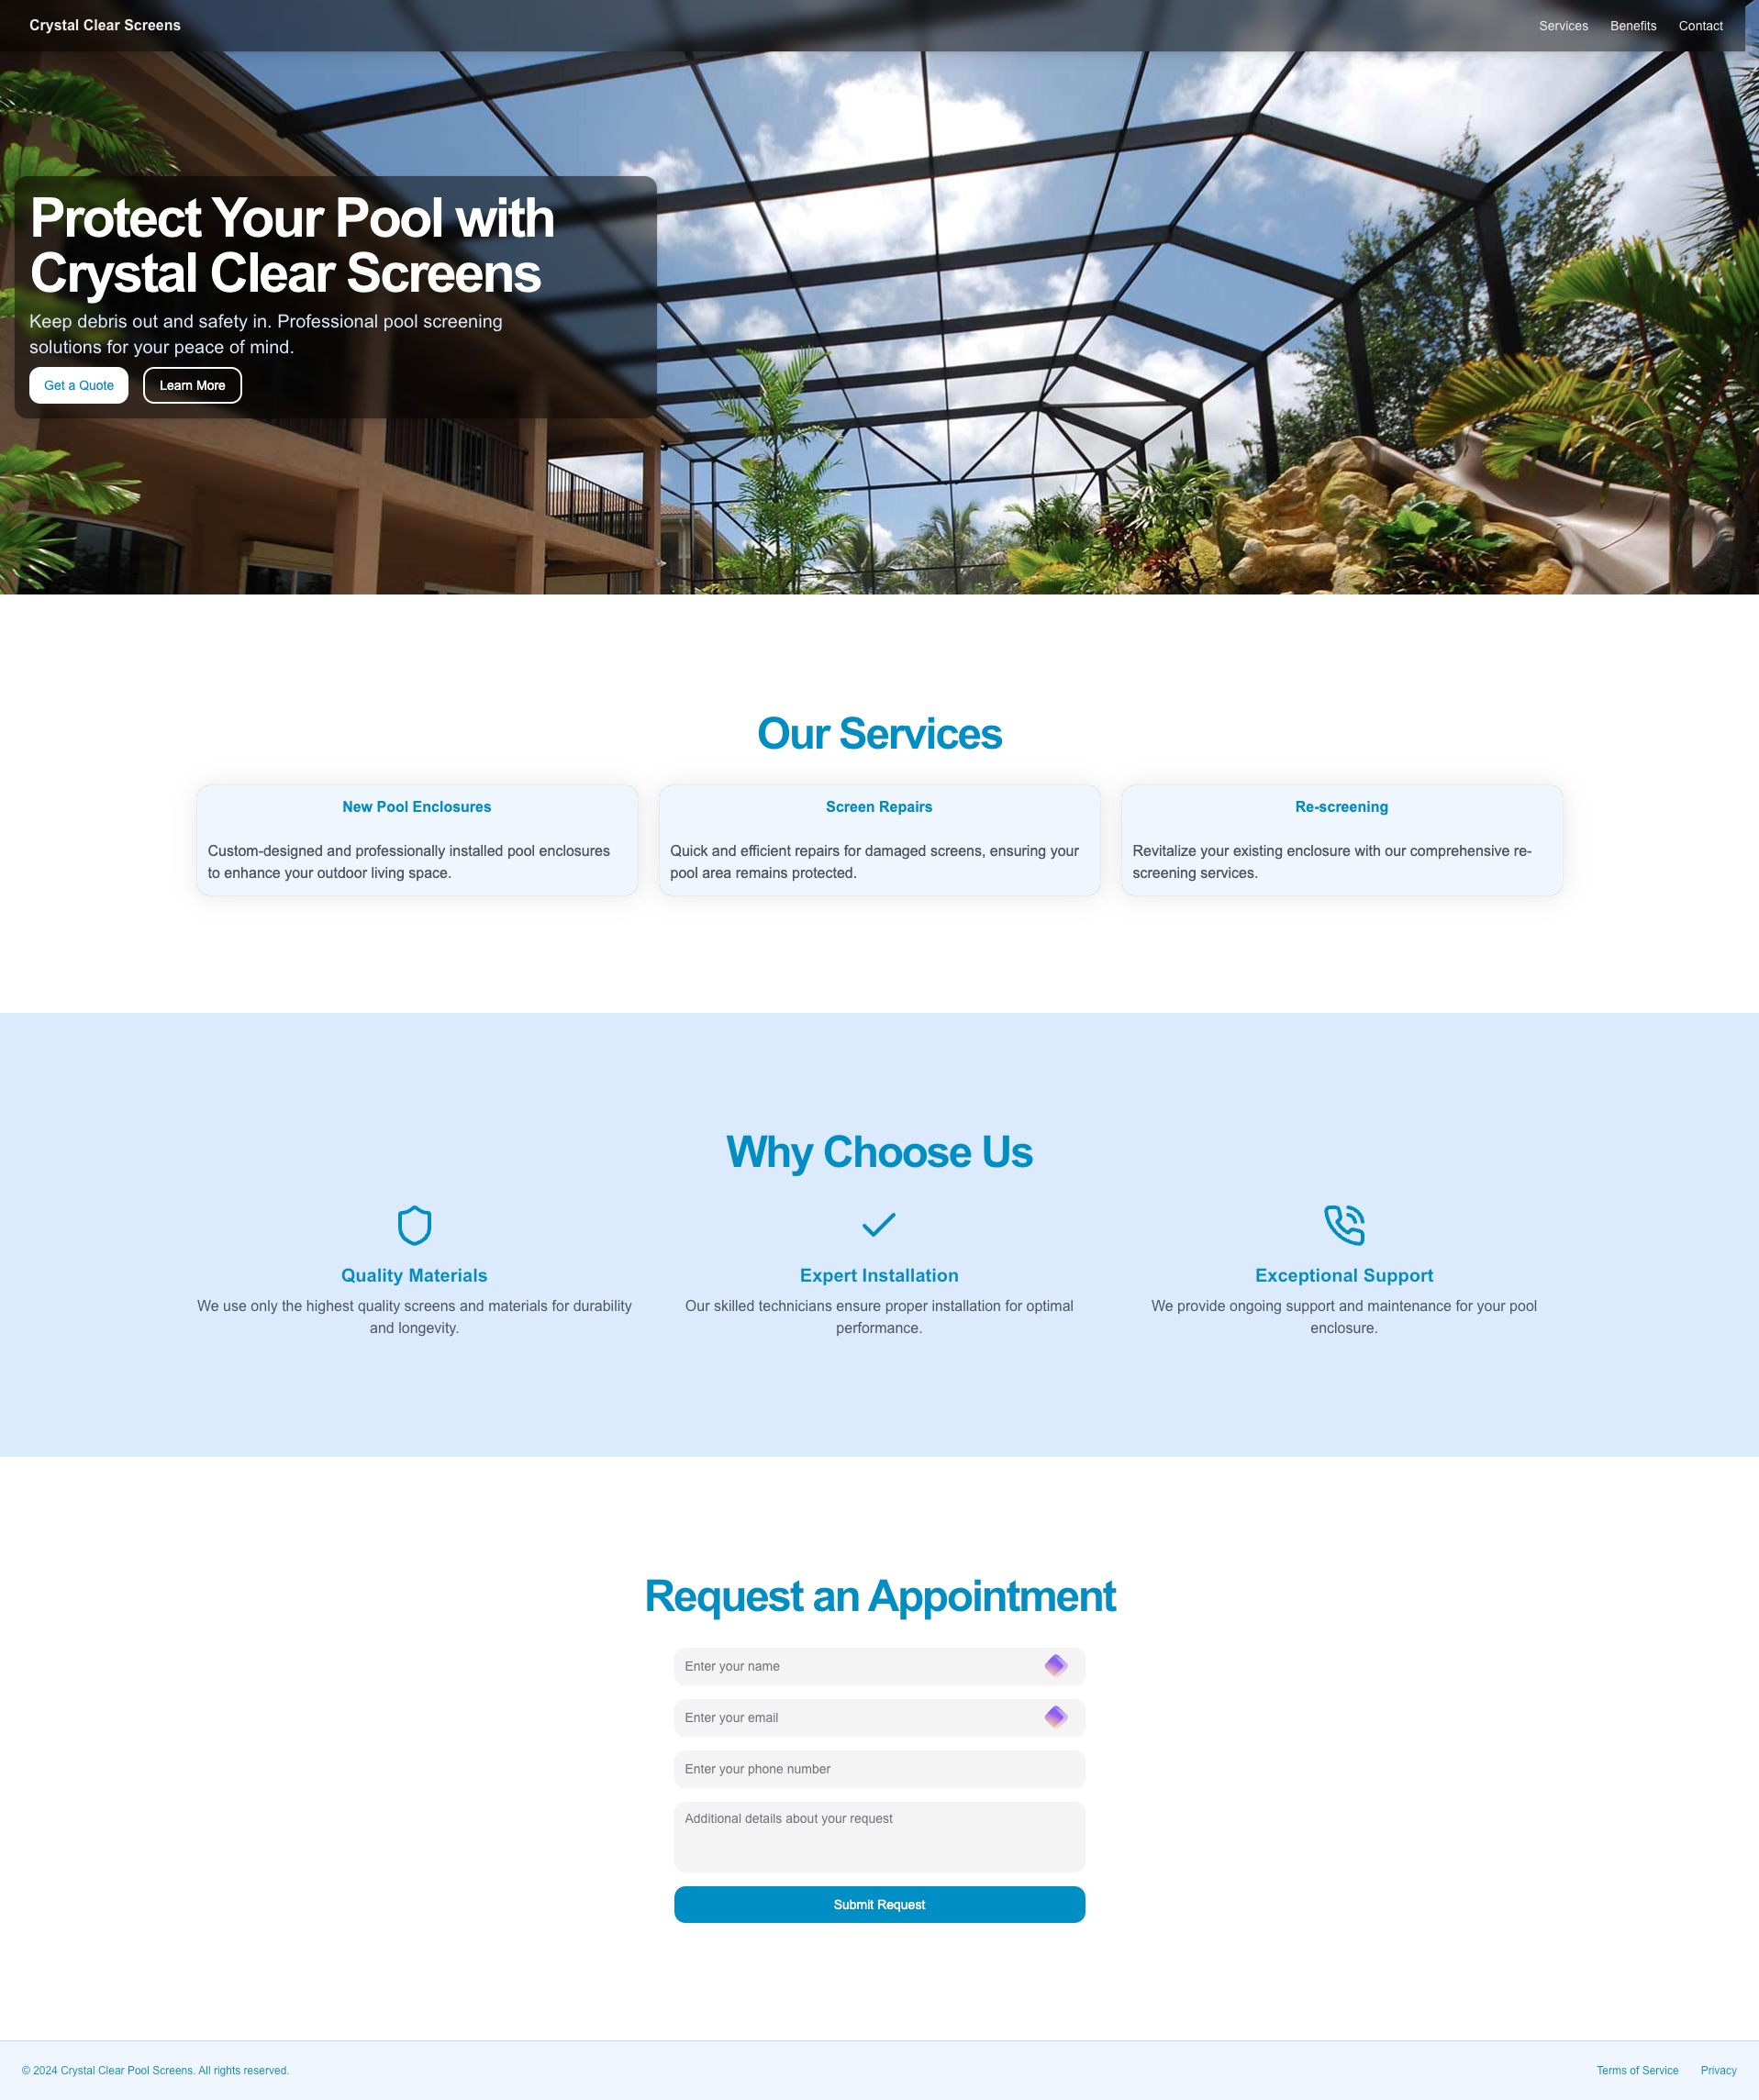 Crystal Clear Screens
Services Benefits Contact
Protect Your Pool with
Crystal Clear Screens
Keep debris out and safety in. Professional pool screening
solutions for your peace of mind.
Get a Quote Learn More
Our Services
New Pool Enclosures
Custom-designed and professionally installed pool enclosures
to enhance your outdoor living space.
Screen Repairs
Quick and efficient repairs for damaged screens, ensuring your
pool area remains protected.
Re-screening
Revitalize your existing enclosure with our comprehensive re-
screening services.
Why Choose Us
Quality Materials
We use only the highest quality screens and materials for durability
and longevity.
Expert Installation
Our skilled technicians ensure proper installation for optimal
performance.
Exceptional Support
We provide ongoing support and maintenance for your pool
enclosure.
Request an Appointment
Enter your name
Enter your email
Enter your phone number
Additional details about your request
Submit Request
© 2024 Crystal Clear Pool Screens. All rights reserved.
Terms of Service Privacy